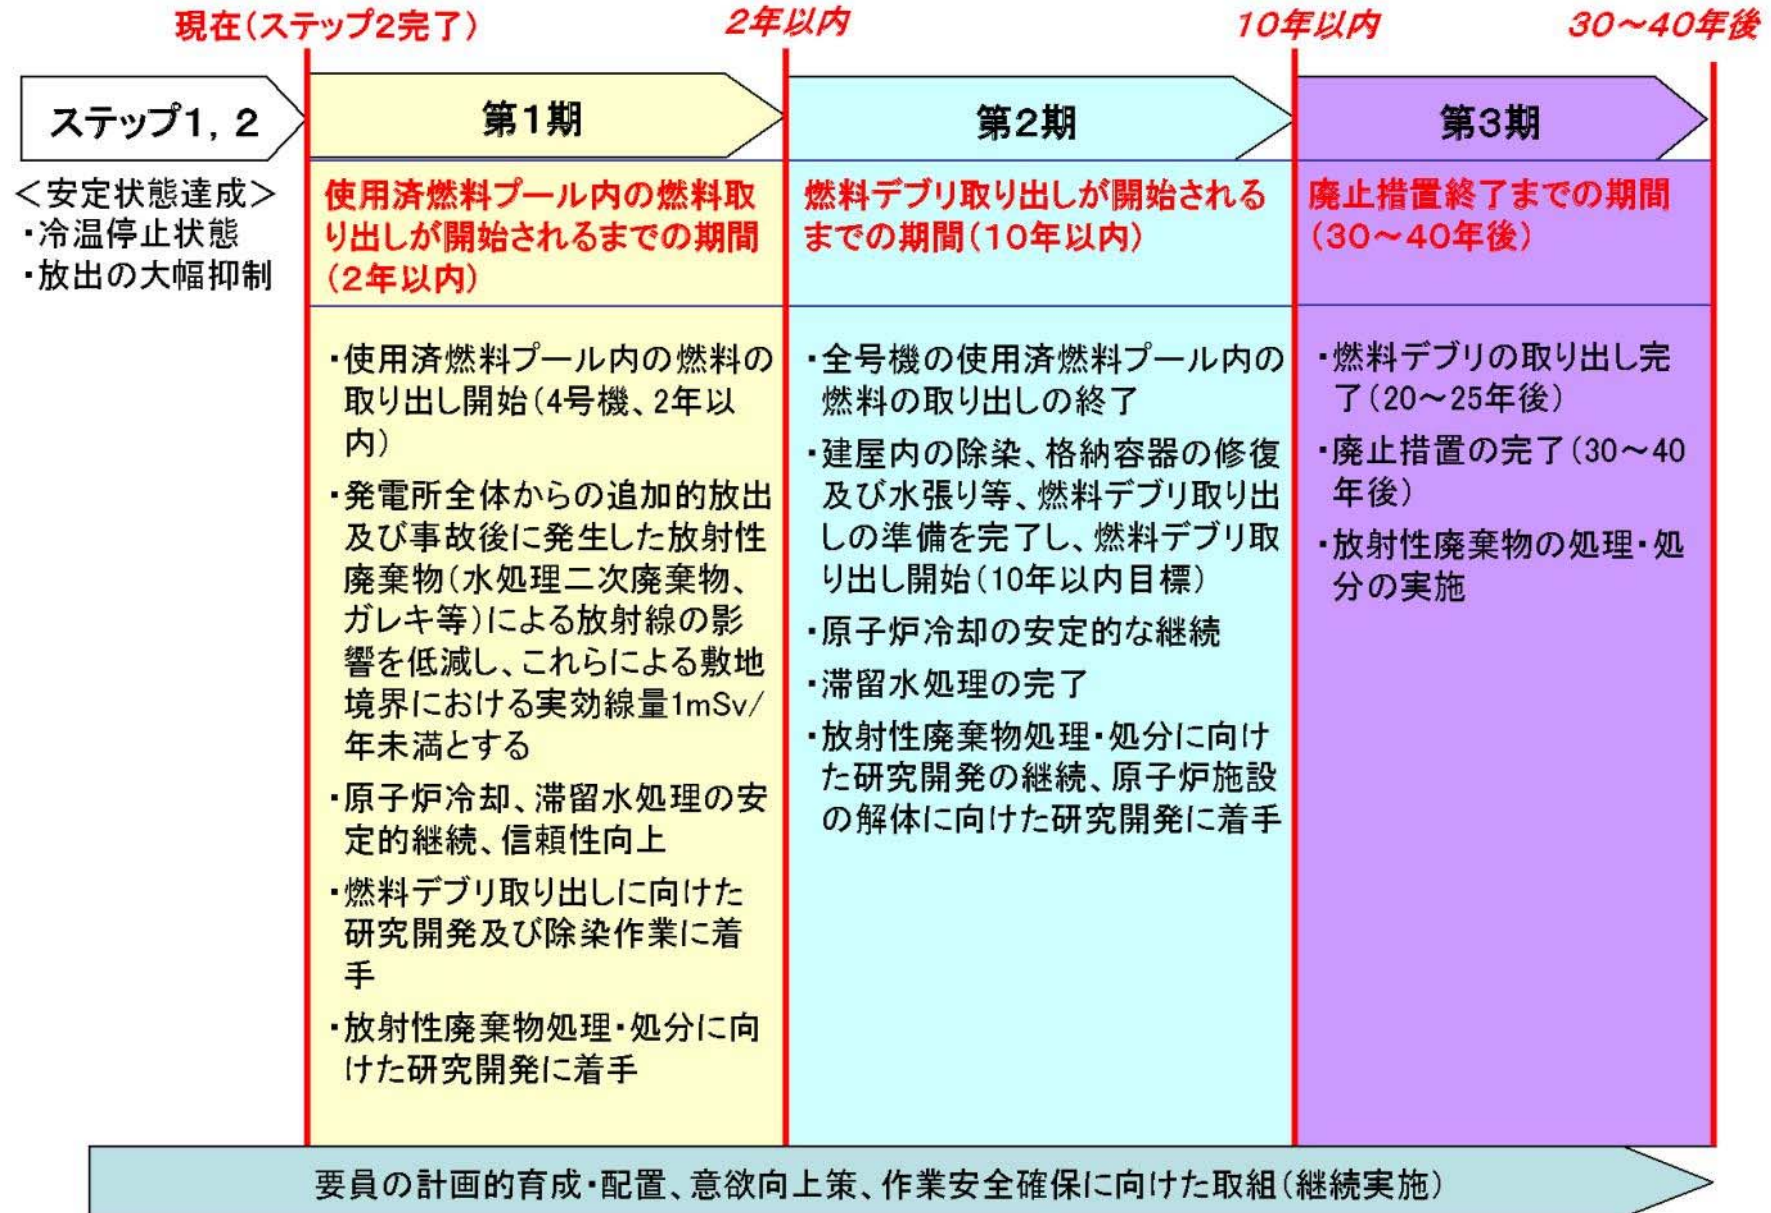 現在(ステップ2完了)
2年以内
10年以内
30～40年後
ステップ1，2
第1期
第2期
第3期
＜安定状態達成＞
・冷温停止状態
・放出の大幅抑制
使用済燃料プール内の燃料取
り出しが開始されるまでの期間
(2年以内)
燃料デブリ取り出しが開始される
までの期間(10年以内)
廃止措置終了までの期間
(30～40年後)
・使用済燃料プール内の燃料の
取り出し開始(4号機、2年以
内)
・発電所全体からの追加的放出
及び事故後に発生した放射性
廃棄物(水処理二次廃棄物、
ガレキ等)による放射線の影
響を低減し、これらによる敷地
境界における実効線量1mSv/
年未満とする
・原子炉冷却、滞留水処理の安
定的継続、信頼性向上
・燃料デブリ取り出しに向けた
研究開発及び除染作業に着
手
・放射性廃棄物処理・処分に向
けた研究開発に着手
・全号機の使用済燃料プール内の
燃料の取り出しの終了
・建屋内の除染、格納容器の修復
及び水張り等、燃料デブリ取り出
しの準備を完了し、燃料デブリ取
り出し開始(10年以内目標)
・原子炉冷却の安定的な継続
・滞留水処理の完了
・放射性廃棄物処理・処分に向け
た研究開発の継続、原子炉施設
の解体に向けた研究開発に着手
・燃料デブリの取り出し完
了(20～25年後)
・廃止措置の完了(30～40
年後)
・放射性廃棄物の処理・処
分の実施
要員の計画的育成・配置、意欲向上策、作業安全確保に向けた取組(継続実施)